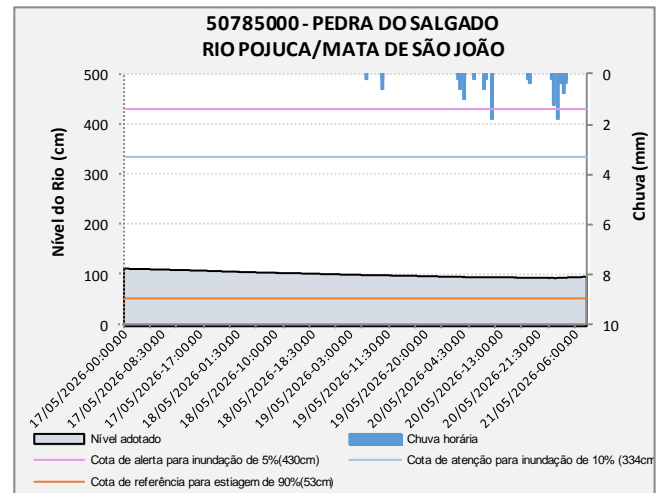 50785000 - PEDRA DO SALGADO
RIO POJUCA/MATA DE SÃO JOÃO
Nível do Rio (cm)
500
400
300
200
100
0
Chuva (mm)
0
2
4
6
8
10
17/05/2026-00:00:00
17/05/2026-08:30:00
17/05/2026-17:00:00
18/05/2026-01:30:00
18/05/2026-10:00:00
18/05/2026-18:30:00
19/05/2026-03:00:00
19/05/2026-11:30:00
19/05/2026-20:00:00
20/05/2026-04:30:00
20/05/2026-13:00:00
20/05/2026-21:30:00
21/05/2026-06:00:00
Nível adotado
Chuva horária
Cota de alerta para inundação de 5%(430cm)
Cota de atenção para inundação de 10% (334cm
Cota de referência para estiagem de 90%(53cm)